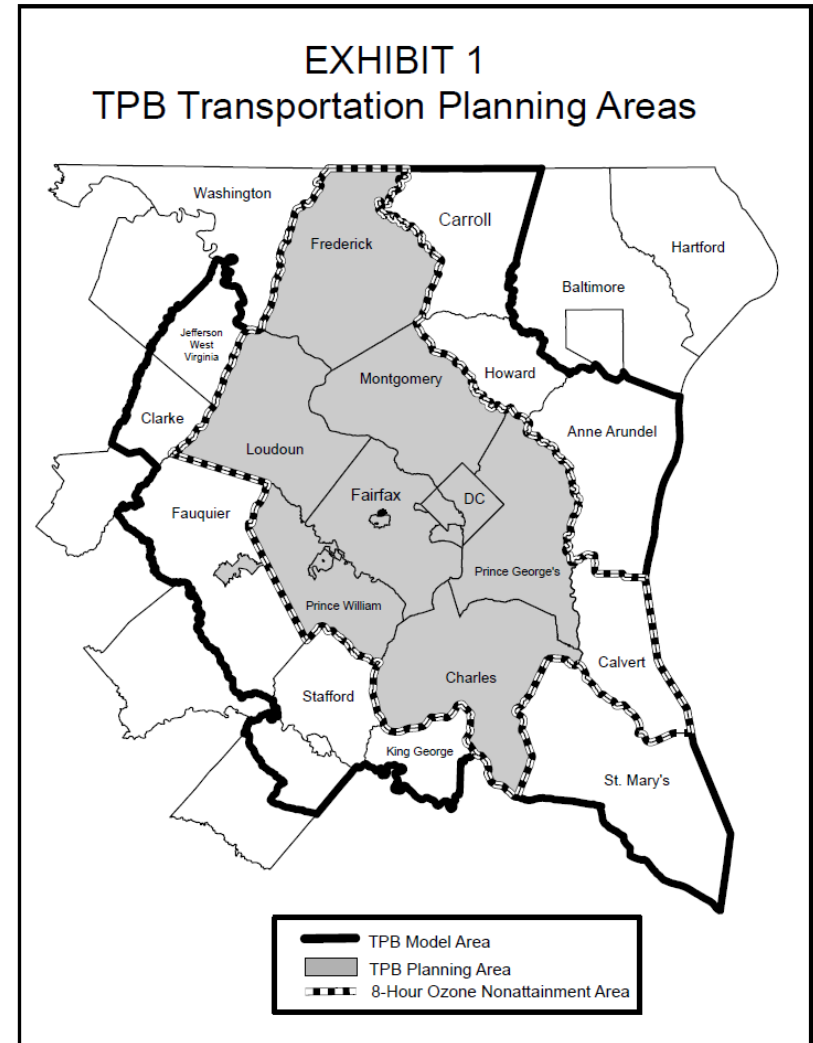 EXHIBIT 1
TPB Transportation Planning Areas
Washington
Frederick
Carroll
Hartford
Baltimore
Jefferson
West
Virginia
Montgomery
Howard
Clarke
Loudoun
Anne Arundel
Fairfax
DC
Fauquier
Prince George's
Prince William
Calvert
Charles
Stafford
King George
St. Mary's
TPB Model Area
TPB Planning Area
8-Hour Ozone Nonattainment Area